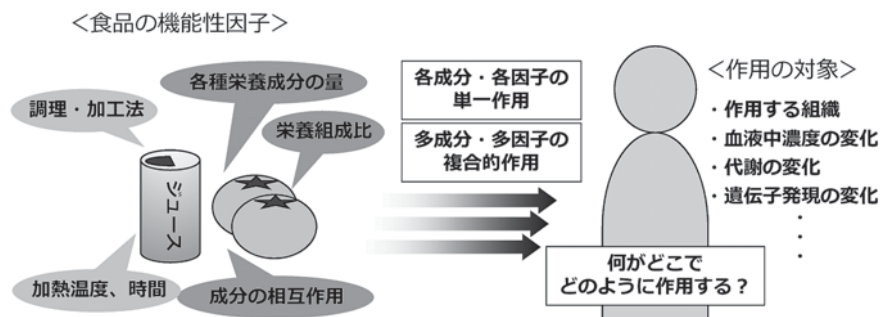 ＜食品の機能性因子＞
各種栄養成分の量
調理・加工法
栄養組成比
ジュース
加熱温度、時間
成分の相互作用
各成分・各因子の
単一作用
多成分・多因子の
複合的作用
＜作用の対象＞
・作用する組織
・血液中濃度の変化
・代謝の変化
・遺伝子発現の変化
・
・
・
何がどこで
どのように作用する？